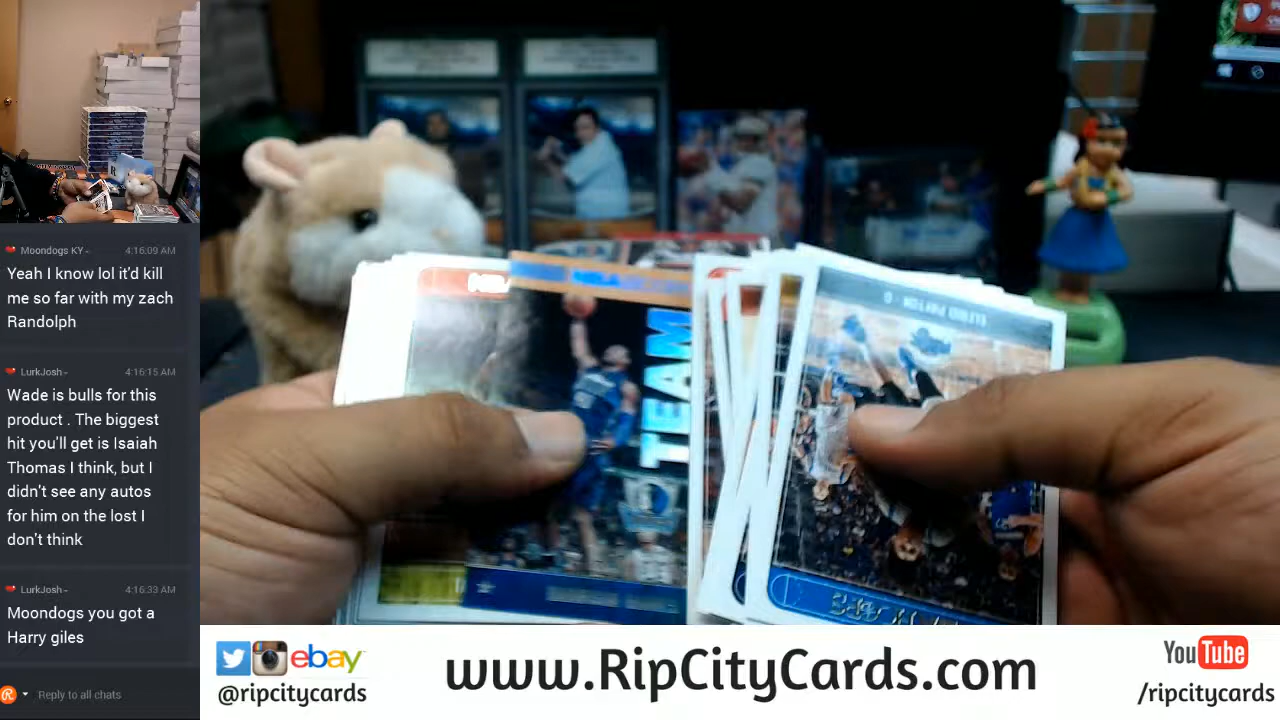 Moondogs KY- 4:16:09 AM
Yeah I know lol it'd kill
me so far with my zach
Randolph
LurkJosh- 4:16:15 AM
Wade is bulls for this
product . The biggest
hit you'll get is Isaiah
Thomas I think, but I
didn't see any autos
for him on the lost I
don't think
LurkJosh- 4:16:33 AM
Moondogs you got a
Harry giles
Reply to all chats
TEAM
ELFRID PAYTON - G
ebay
@ripcitycards
www.RipCityCards.com
YouTube
/ripcitycards